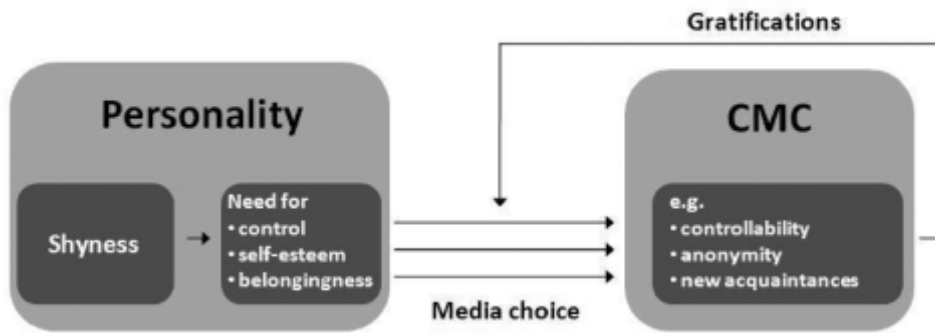 Gratifications
Personality
CMC
Shyness
Need for
• control
• self-esteem
• belongingness
e.g.
• controllability
• anonymity
• new acquaintances
Media choice